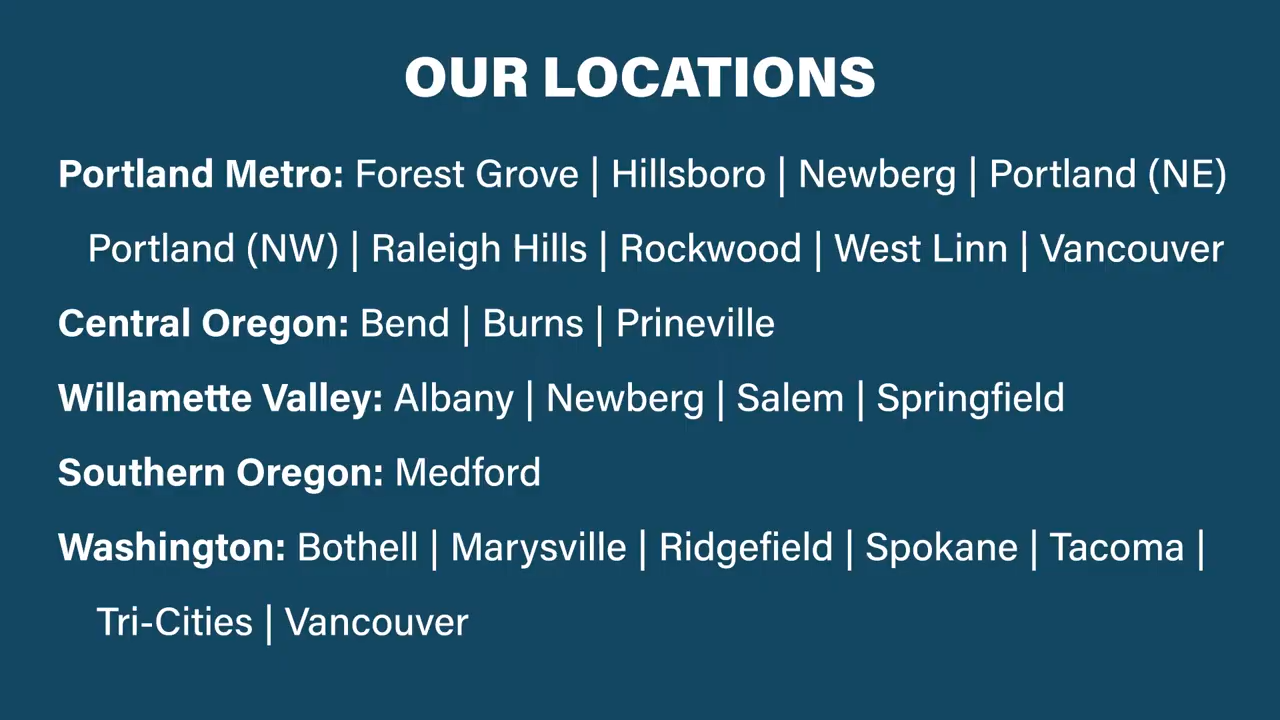 OUR LOCATIONS
Portland Metro: Forest Grove | Hillsboro | Newberg | Portland (NE)
Portland (NW) | Raleigh Hills | Rockwood | West Linn | Vancouver
Central Oregon: Bend | Burns | Prineville
Willamette Valley: Albany | Newberg | Salem | Springfield
Southern Oregon: Medford
Washington: Bothell | Marysville | Ridgefield | Spokane | Tacoma |
Tri-Cities | Vancouver